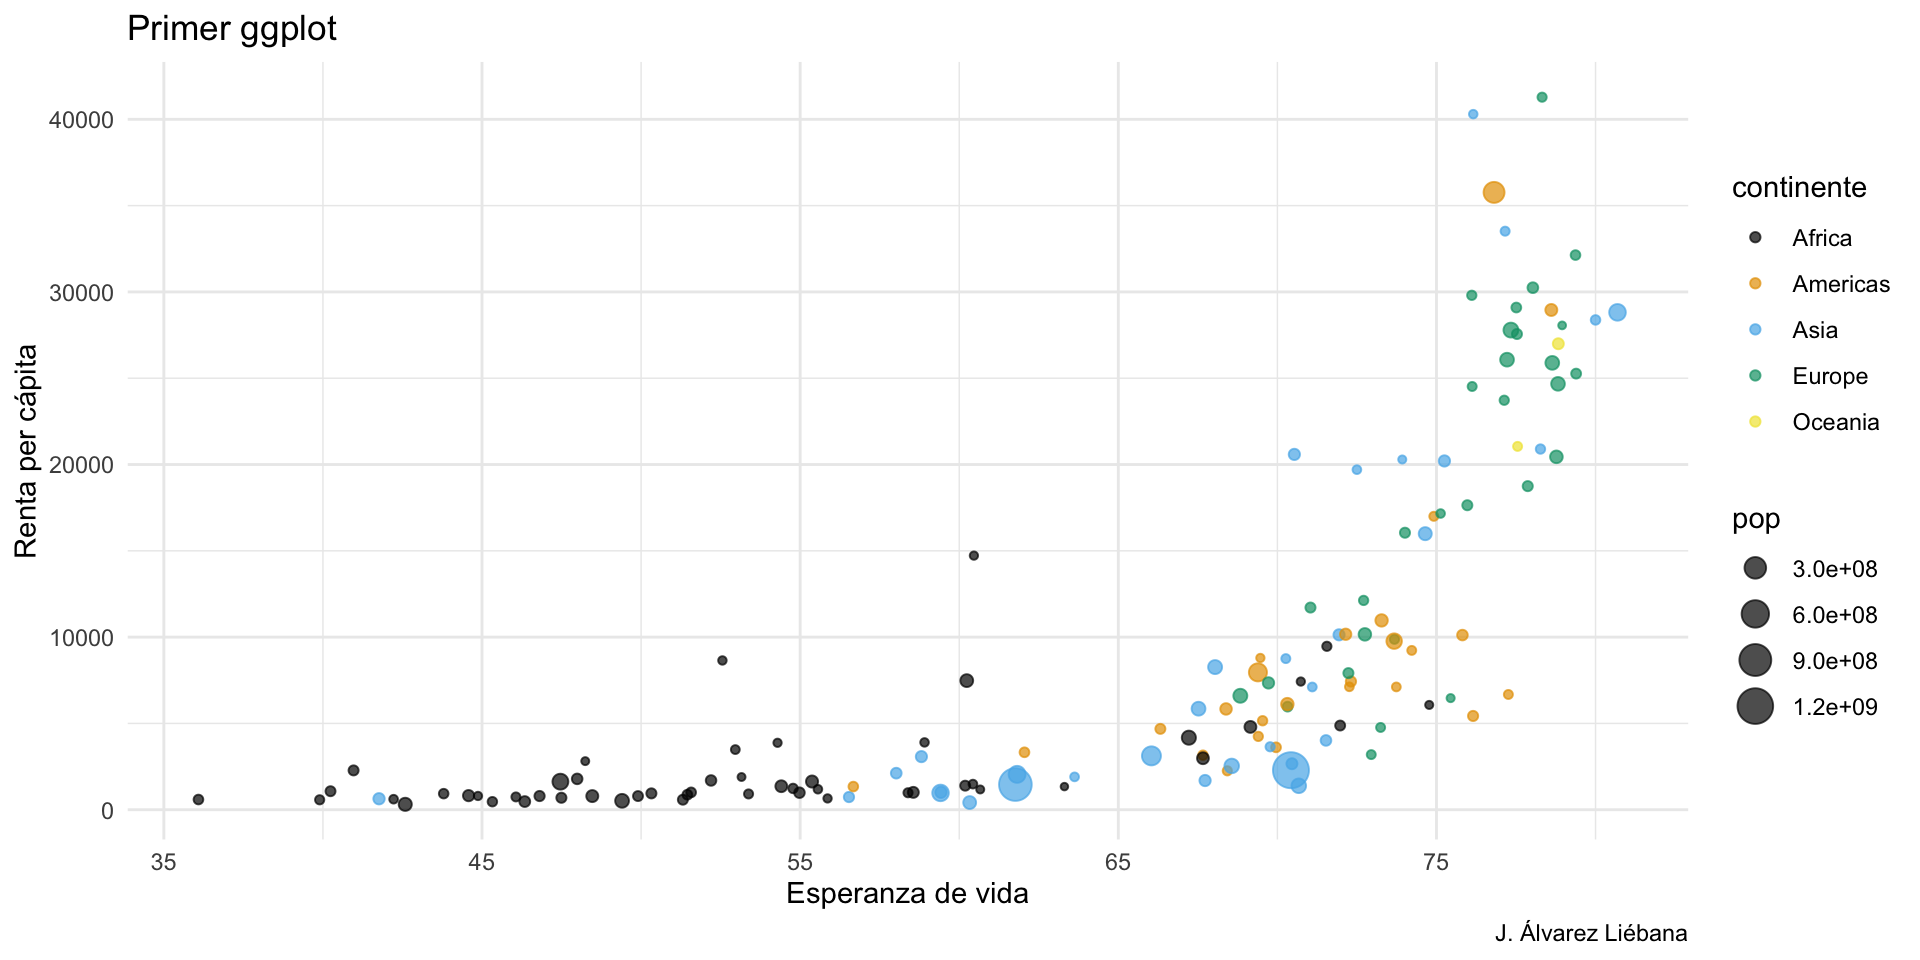 Primer ggplot
Renta per cápita
40000
30000
20000
10000
0
35 45 55 65 75
Esperanza de vida
J. Álvarez Liébana
continente
Africa
Americas
Asia
Europe
Oceania
pop
3.0e+08
6.0e+08
9.0e+08
1.2e+09